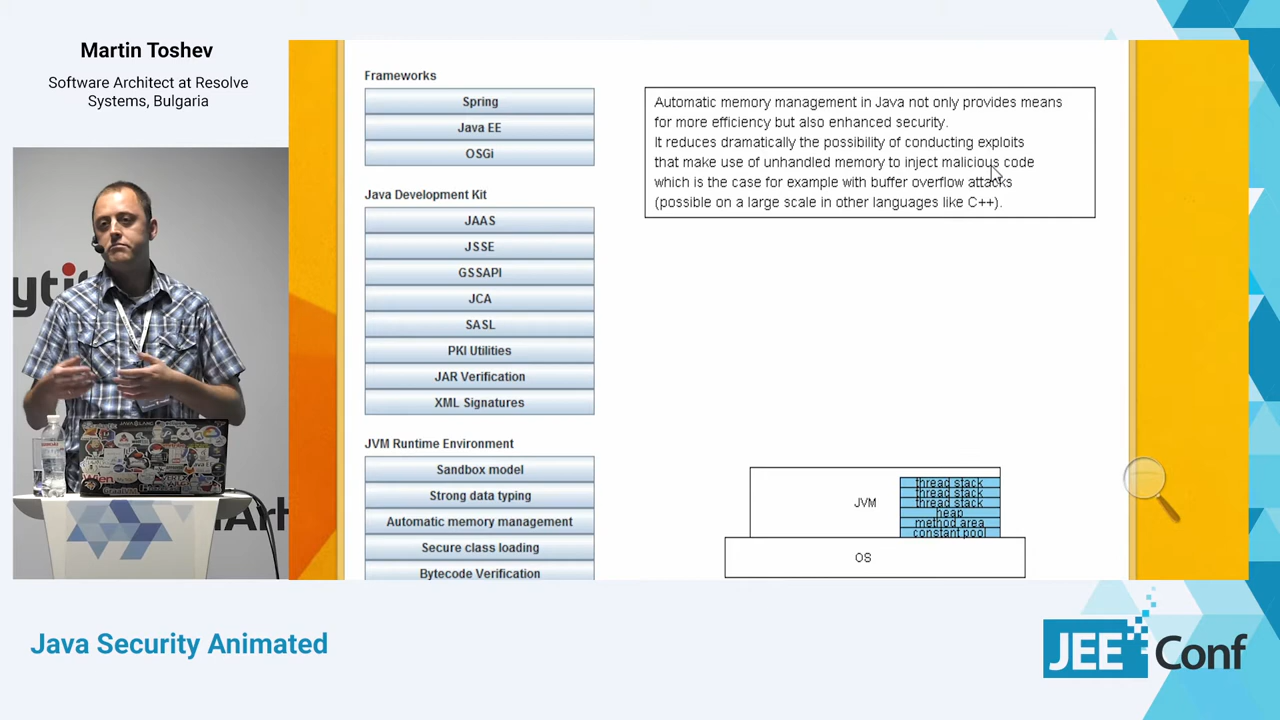 Martin Toshev
Software Architect at Resolve
Systems, Bulgaria
Frameworks
Spring
Java EE
OSGi
Java Development Kit
JAAS
JSSE
GSSAPI
JCA
SASL
PKI Utilities
JAR Verification
XML Signatures
JVM Runtime Environment
Sandbox model
Strong data typing
Automatic memory management
Secure class loading
Bytecode Verification
Automatic memory management in Java not only provides means
for more efficiency but also enhanced security.
It reduces dramatically the possibility of conducting exploits
that make use of unhandled memory to inject malicious code
which is the case for example with buffer overflow attacks
(possible on a large scale in other languages like C++).
JVM
thread stack
thread stack
thread stack
heap
method area
constant pool
OS
Java Security Animated
JEE Conf